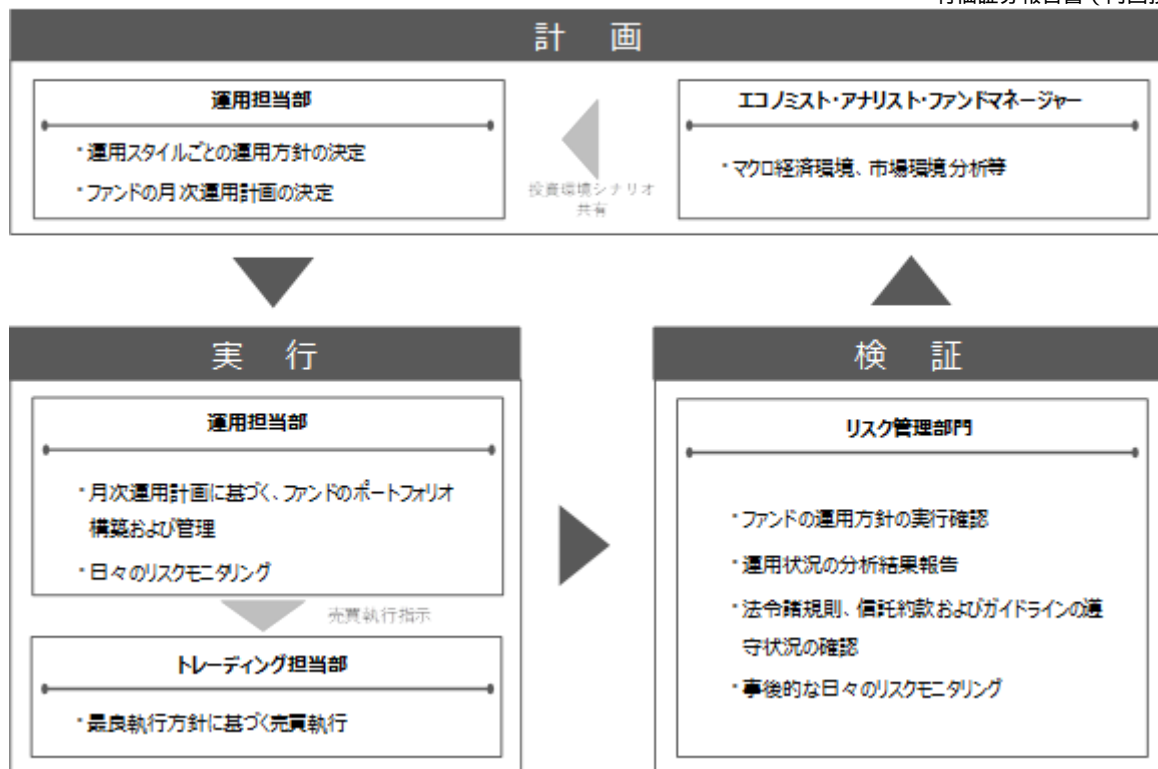 計 画
運用担当部
・運用スタイルごとの運用方針の決定
・ファンドの月次運用計画の決定
投資環境シナリオ
共有
エコノミスト・アナリスト・ファンドマネージャー
・マクロ経済環境、市場環境分析等
実 行
運用担当部
・月次運用計画に基づく、ファンドのポートフォリオ
構築および管理
・日々のリスクモニタリング
売買執行指示
トレーディング担当部
・最良執行方針に基づく売買執行
検 証
リスク管理部門
・ファンドの運用方針の実行確認
・運用状況の分析結果報告
・法令諸規則、信託約款およびガイドラインの遵
守状況の確認
・事後的な日々のリスクモニタリング